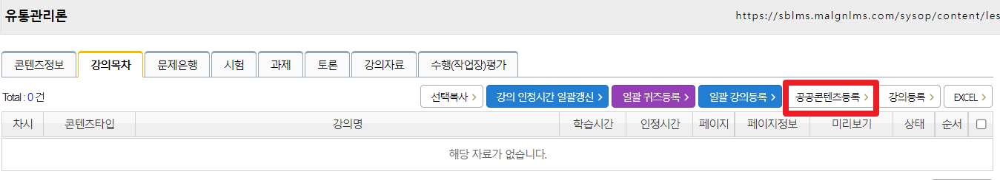 유통관리론
https://sblms.malgnlms.com/sysop/content/les
콘텐츠정보 강의목차 문제은행 시험 과제 토론 강의자료 수행(작업장)평가
Total : 0 건 선택복사 강의 인정시간 일괄갱신 일괄 퀴즈등록 일괄 강의등록 공공콘텐츠등록 강의등록 EXCEL
차시 콘텐츠타입 강의명 학습시간 인정시간 페이지 페이지정보 미리보기 상태 순서
해당 자료가 없습니다.